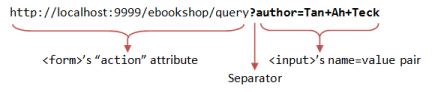 http://localhost:9999/ebookshop/query?author=Tan+Ah+Teck
<form>'s “action” attribute
<input>'s name=value pair
Separator